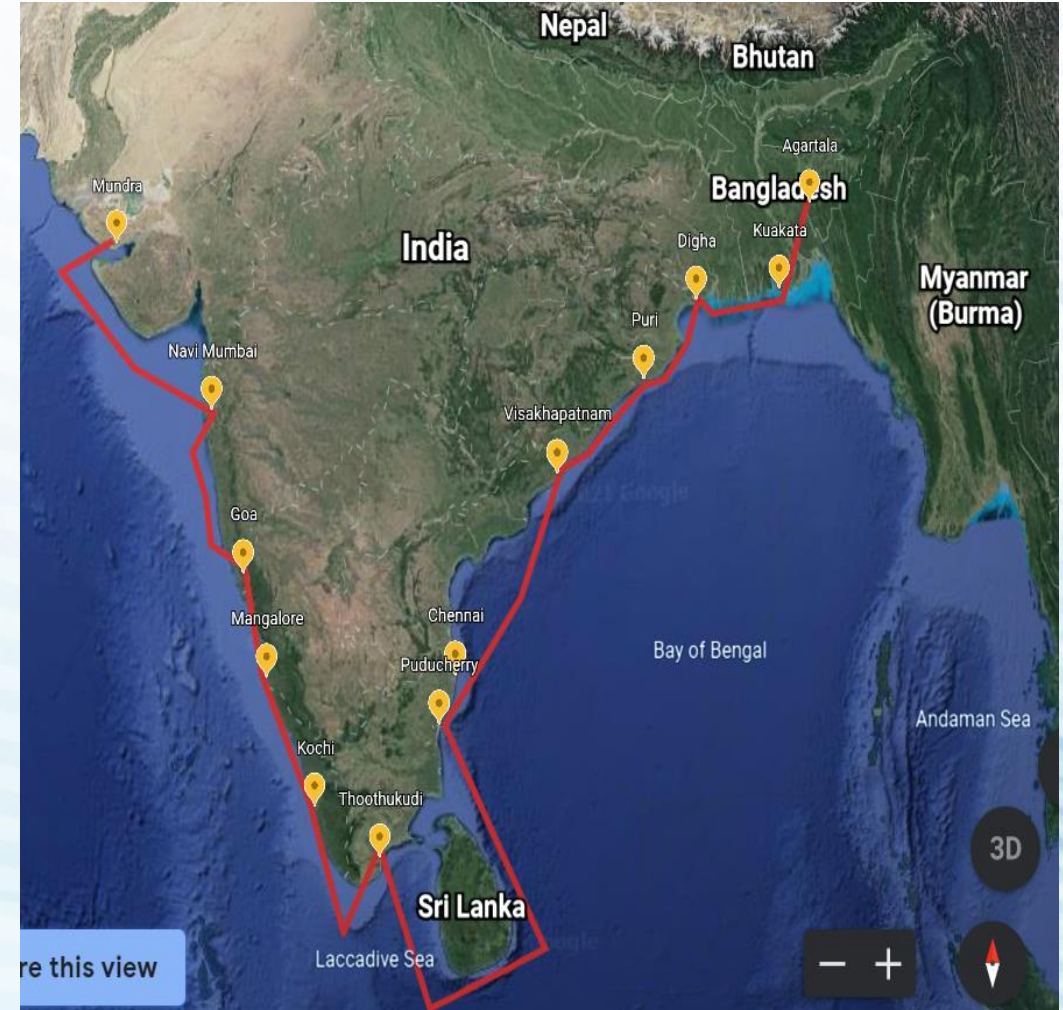 Nepal
Bhutan
Agartala
Mundra
Bangladesh
Kuakata
India
Digha
Myanmar
(Burma)
Puri
Navi Mumbai
Visakhapatnam
Goa
Chennai
Mangalore
Bay of Bengal
Puducherry
Andaman Sea
Kochi
Thoothukudi
3D
Sri Lanka
Laccadive Sea
re this view